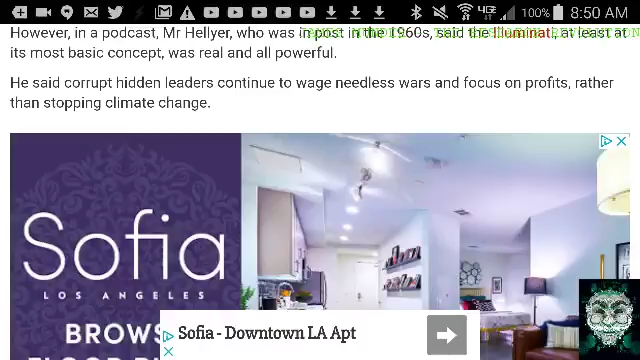 100% 8:50 AM
However, in a podcast, Mr Hellyer, who was in post in the 1960s, said the Illuminati, at least at
its most basic concept, was real and all powerful.
He said corrupt hidden leaders continue to wage needless wars and focus on profits, rather
than stopping climate change.
Sofia
LOS ANGELES
BROWS
Sofia - Downtown LA Apt